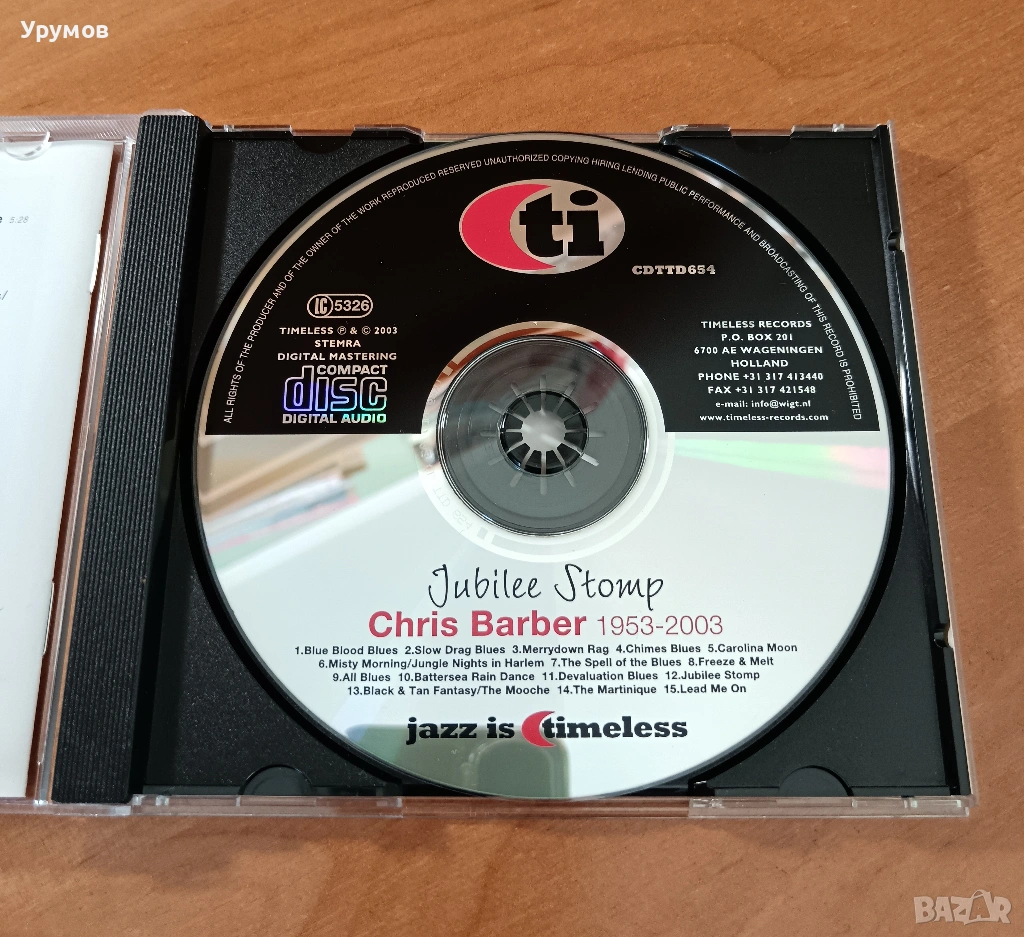 Урумов
5:28
ALL RIGHTS OF THE PRODUCER AND OF THE OWNER OF THE WORK REPRODUCED RESERVED UNAUTHORIZED COPYING HIRING LENDING PUBLIC PERFORMANCE AND BROADCASTING OF THIS RECORD IS PROHIBITED
ti
CDTTD654
LC 5326
TIMELESS ℗ & © 2003
STEMRA
DIGITAL MASTERING
COMPACT
disc
DIGITAL AUDIO
TIMELESS RECORDS
P.O. BOX 201
6700 AE WAGENINGEN
HOLLAND
PHONE +31 317 413440
FAX +31 317 421548
e-mail: info@wigt.nl
www.timeless-records.com
Jubilee Stomp
Chris Barber 1953-2003
1.Blue Blood Blues 2.Slow Drag Blues 3.Merrydown Rag 4.Chimes Blues 5.Carolina Moon
6.Misty Morning/Jungle Nights in Harlem 7.The Spell of the Blues 8.Freeze & Melt
9.All Blues 10.Battersea Rain Dance 11.Devaluation Blues 12.Jubilee Stomp
13.Black & Tan Fantasy/The Mooche 14.The Martinique 15.Lead Me On
jazz is timeless
BAZAR